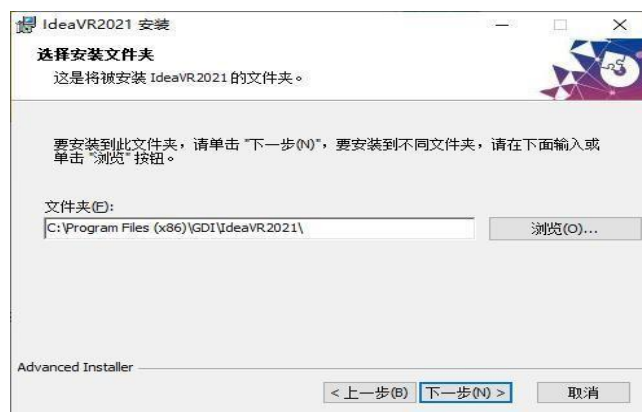 IdeaVR2021 安装
选择安装文件夹
这是将被安装 IdeaVR2021 的文件夹。
要安装到此文件夹，请单击 "下一步(N)"，要安装到不同文件夹，请在下面输入或
单击 "浏览" 按钮。
文件夹(F):
C:\Program Files (x86)\GDI\IdeaVR2021\
浏览(O)...
Advanced Installer
< 上一步(B)
下一步(N) >
取消